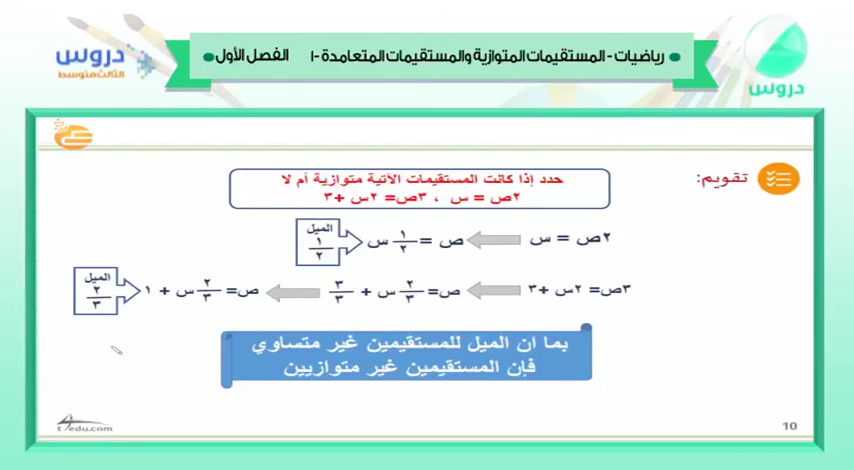 رياضيات - المستقيمات المتوازية والمستقيمات المتعامدة -١ الفصل الأول
دروس
الثالث متوسط
دروس
تقويم:
حدد إذا كانت المستقيمات الآتية متوازية أم لا
٢ص = س ، ٣ص= ٢س +٣
٢ص = س ص = ١/٢ س الميل ١/٢
٣ص= ٢س +٣ ص= ٢/٣ س + ٣/٣ ص= ٢/٣ س + ١ الميل ٢/٣
بما ان الميل للمستقيمين غير متساوي
فإن المستقيمين غير متوازيين
t4edu.com
10